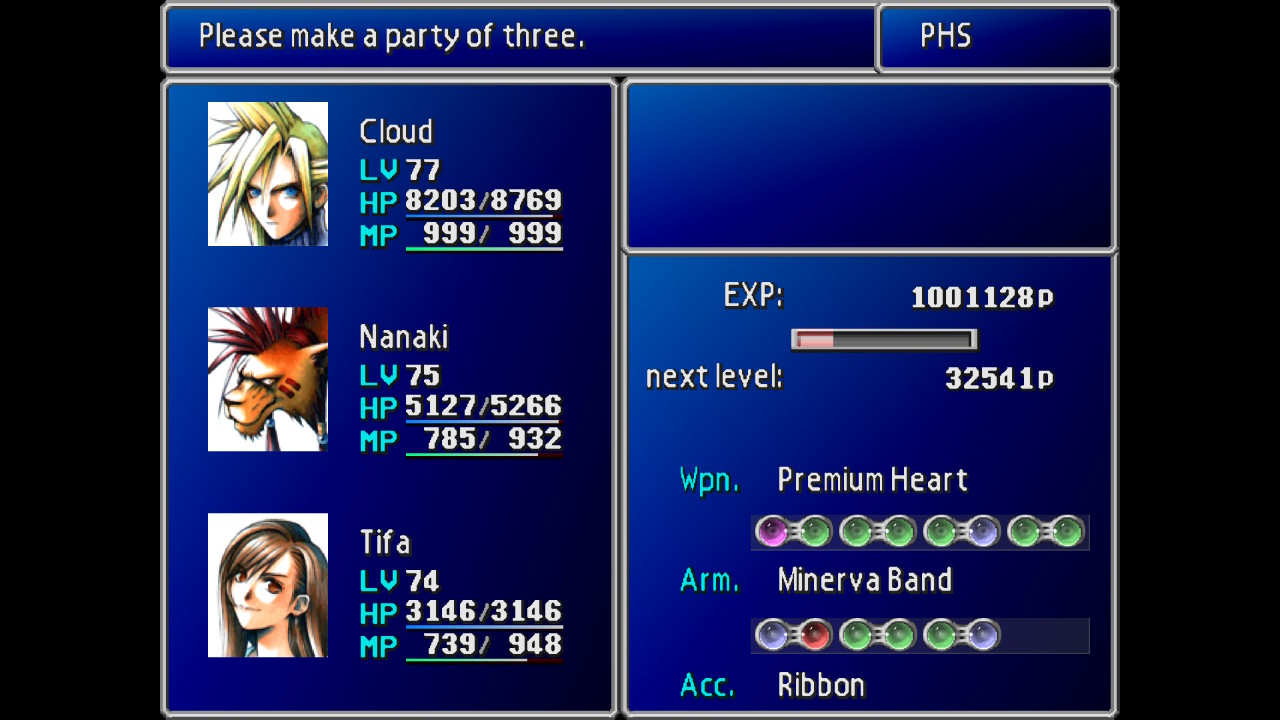 Please make a party of three.
PHS
Cloud
LV 77
HP 8203/8769
MP 999/ 999
Nanaki
LV 75
HP 5127/5266
MP 785/ 932
Tifa
LV 74
HP 3146/3146
MP 739/ 948
EXP: 1001128p
next level: 32541p
Wpn. Premium Heart
Arm. Minerva Band
Acc. Ribbon